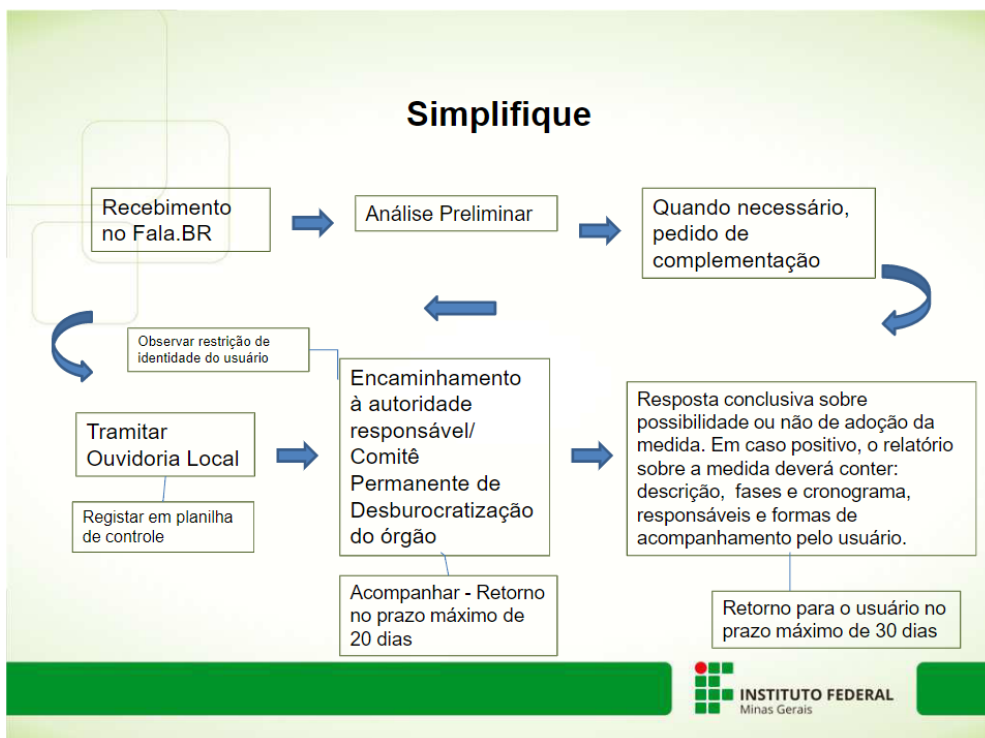 Simplifique
Recebimento
no Fala.BR
Análise Preliminar
Quando necessário,
pedido de
complementação
Observar restrição de
identidade do usuário
Tramitar
Ouvidoria Local
Registar em planilha
de controle
Encaminhamento
à autoridade
responsável/
Comitê
Permanente de
Desburocratização
do órgão
Acompanhar - Retorno
no prazo máximo de
20 dias
Resposta conclusiva sobre
possibilidade ou não de adoção da
medida. Em caso positivo, o relatório
sobre a medida deverá conter:
descrição, fases e cronograma,
responsáveis e formas de
acompanhamento pelo usuário.
Retorno para o usuário no
prazo máximo de 30 dias
INSTITUTO FEDERAL
Minas Gerais